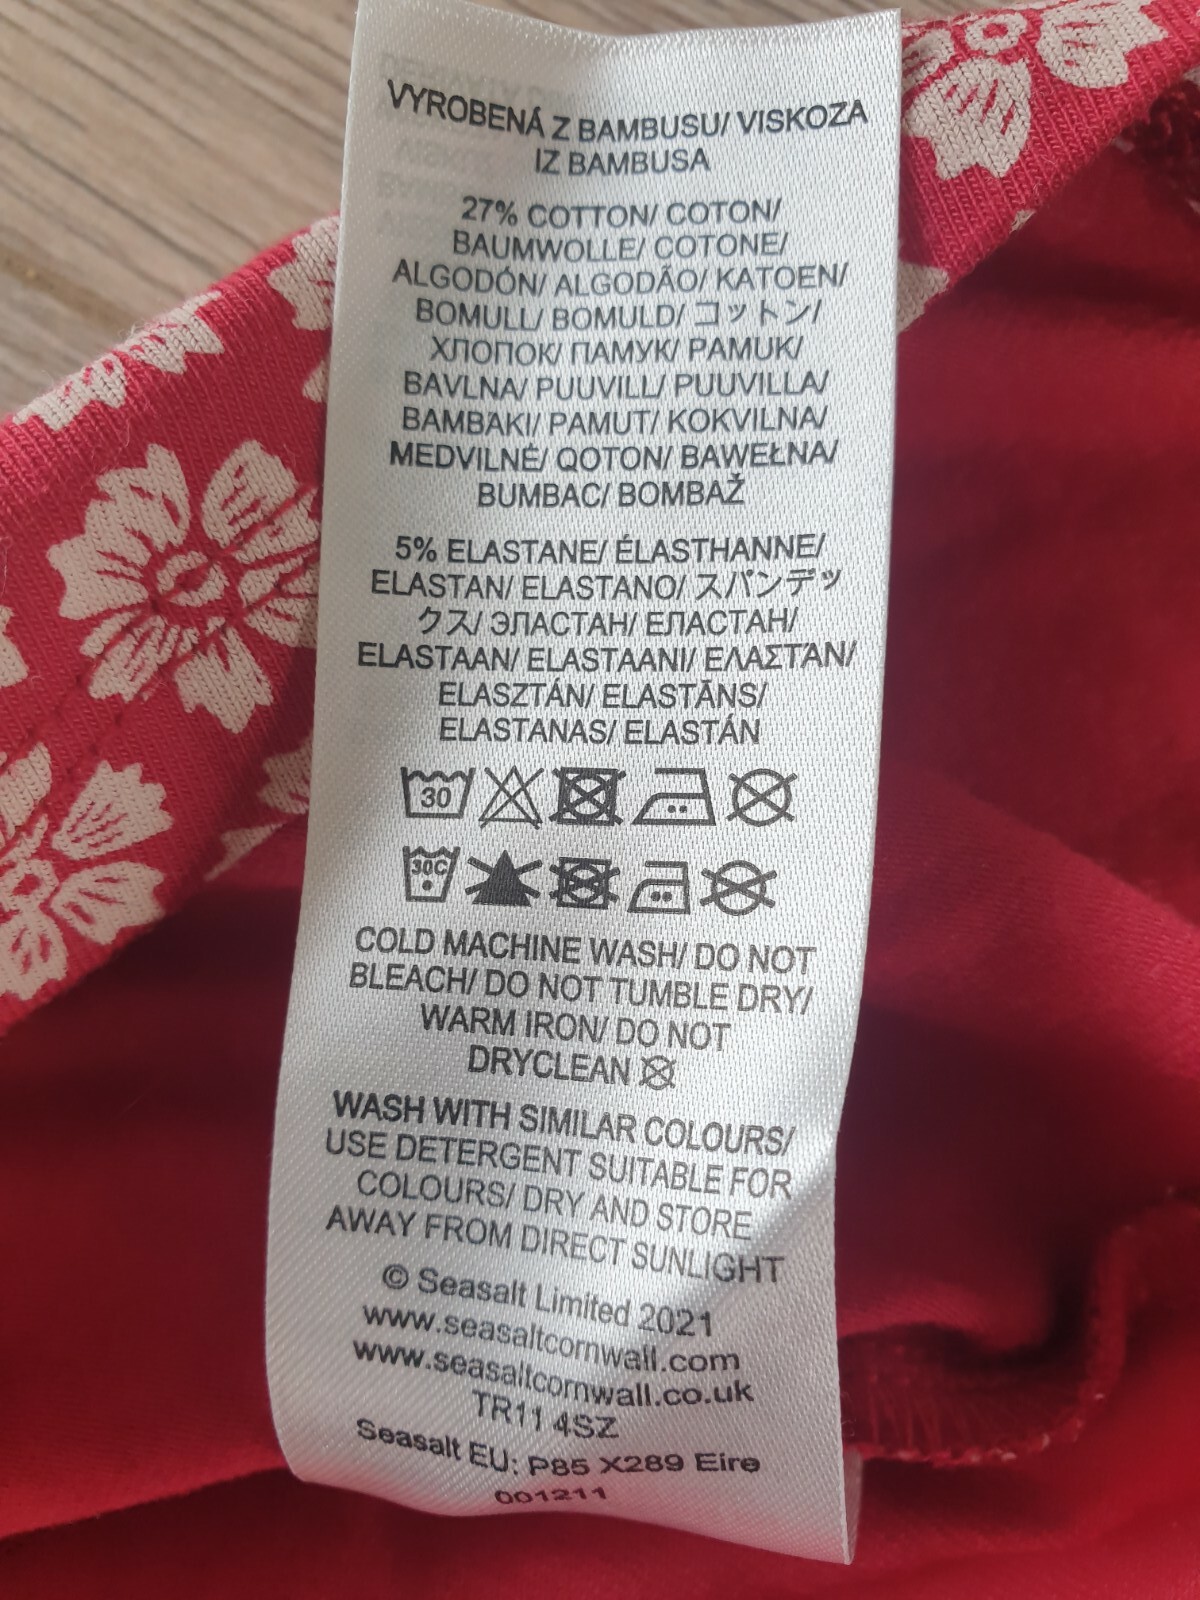 VYROBENÁ Z BAMBUSU/ VISKOZA
IZ BAMBUSA
27% COTTON/ COTON/
BAUMWOLLE/ COTONE/
ALGODÓN/ ALGODÃO/ KATOEN/
BOMULL/ BOMULD/ コットン/
ХЛОПОК/ ПАМУК/ PAMUK/
BAVLNA/ PUUVILL/ PUUVILLA/
BAMBAKI/ PAMUT/ KOKVILNA/
MEDVILNĖ/ QOTON/ BAWEŁNA/
BUMBAC/ BOMBAŽ
5% ELASTANE/ ÉLASTHANNE/
ELASTAN/ ELASTANO/ スパンデッ
クス/ ЭЛАСТАН/ ЕЛАСТАН/
ELASTAAN/ ELASTAANI/ ΕΛΑΣΤΆΝ/
ELASZTÁN/ ELASTĀNS/
ELASTANAS/ ELASTÁN
30
30C
COLD MACHINE WASH/ DO NOT
BLEACH/ DO NOT TUMBLE DRY/
WARM IRON/ DO NOT
DRYCLEAN
WASH WITH SIMILAR COLOURS/
USE DETERGENT SUITABLE FOR
COLOURS/ DRY AND STORE
AWAY FROM DIRECT SUNLIGHT
© Seasalt Limited 2021
www.seasaltcornwall.com
www.seasaltcornwall.co.uk
TR11 4SZ
Seasalt EU: P85 X289 Eire
001211